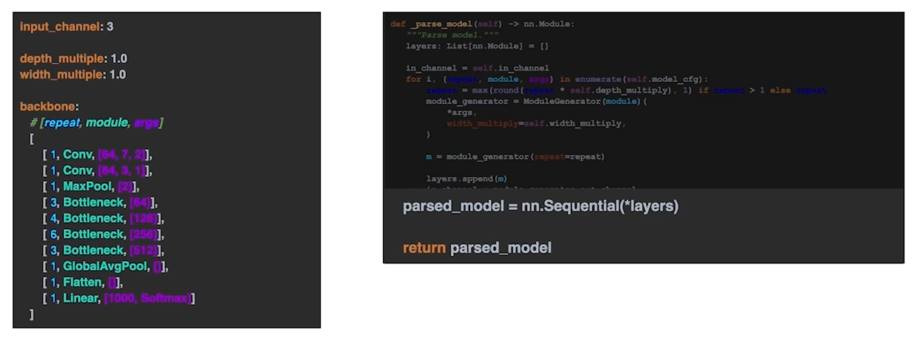 input_channel: 3
depth_multiple: 1.0
width_multiple: 1.0
backbone:
# [repeat, module, args]
[
[ 1, Conv, [64, 7, 2]],
[ 1, Conv, [64, 3, 1]],
[ 1, MaxPool, [2]],
[ 3, Bottleneck, [64]],
[ 4, Bottleneck, [128]],
[ 6, Bottleneck, [256]],
[ 3, Bottleneck, [512]],
[ 1, GlobalAvgPool, []],
[ 1, Flatten, []],
[ 1, Linear, [1000, Softmax]]
]
def _parse_model(self) -> nn.Module:
"""Parse model."""
layers: List[nn.Module] = []
in_channel = self.in_channel
for i, (repeat, module, args) in enumerate(self.model_cfg):
repeat = max(round(repeat * self.depth_multiply), 1) if repeat > 1 else repeat
module_generator = ModuleGenerator(module)(
*args,
width_multiply=self.width_multiply,
)
m = module_generator(repeat=repeat)
layers.append(m)
parsed_model = nn.Sequential(*layers)
return parsed_model